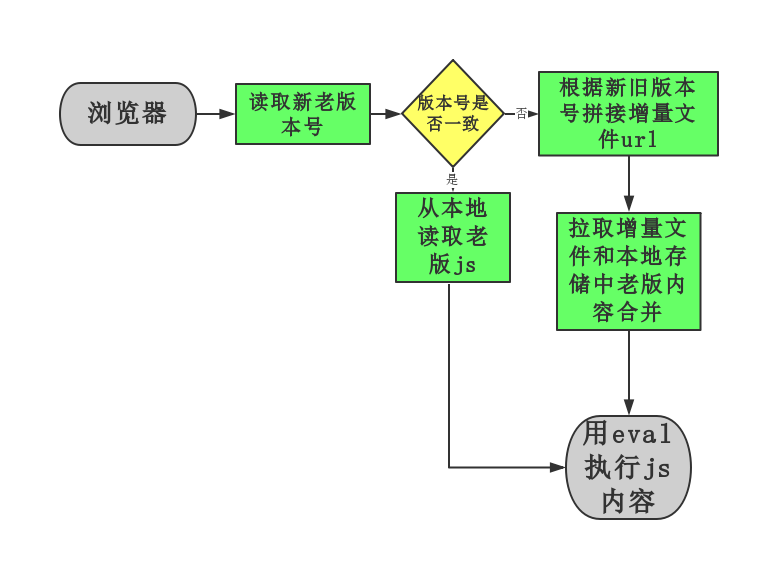 浏览器
读取新老版
本号
版本号是
否一致
否
根据新旧版本
号拼接增量文
件url
是
从本地
读取老
版js
拉取增量文
件和本地存
储中老版内
容合并
用eval
执行js
内容